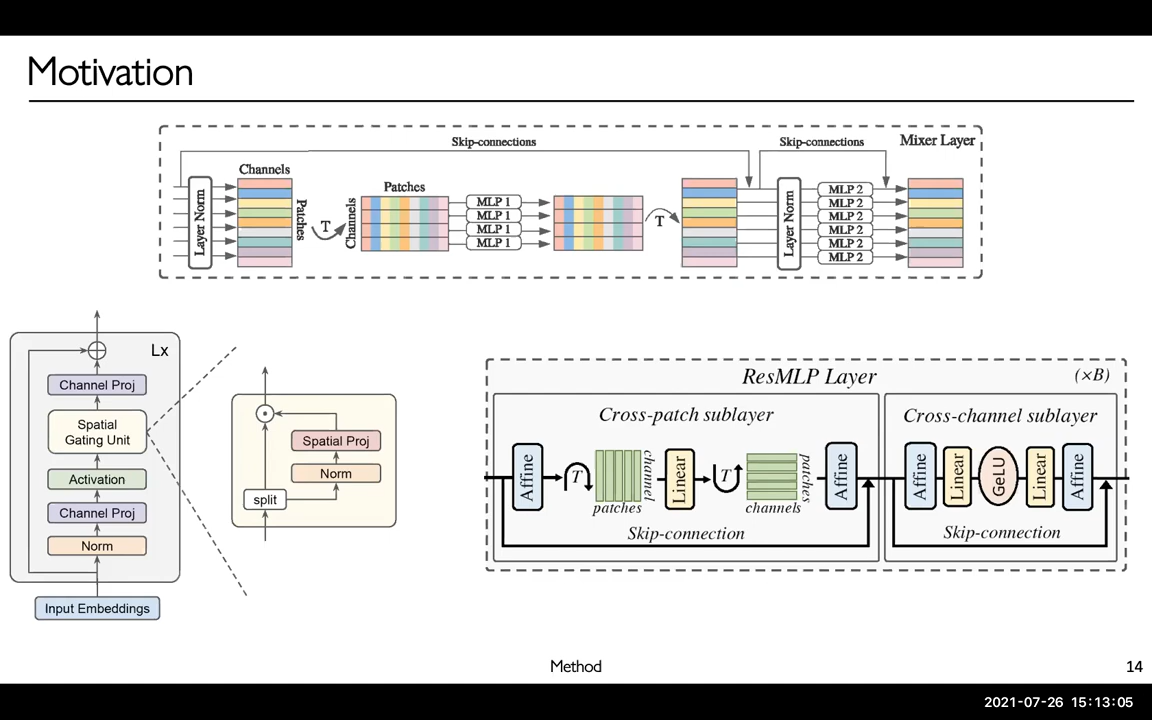 Motivation
Skip-connections
Skip-connections
Mixer Layer
Channels
Patches
Layer Norm
Patches
T
Channels
MLP 1
MLP 1
MLP 1
MLP 1
T
Layer Norm
MLP 2
MLP 2
MLP 2
MLP 2
MLP 2
MLP 2
Lx
Channel Proj
Spatial
Gating Unit
Activation
Channel Proj
Norm
Input Embeddings
Spatial Proj
Norm
split
ResMLP Layer
(×B)
Cross-patch sublayer
Affine
T
channel
patches
Linear
T
patches
channels
Affine
Skip-connection
Cross-channel sublayer
Affine
Linear
GeLU
Linear
Affine
Skip-connection
Method
14
2021-07-26 15:13:05